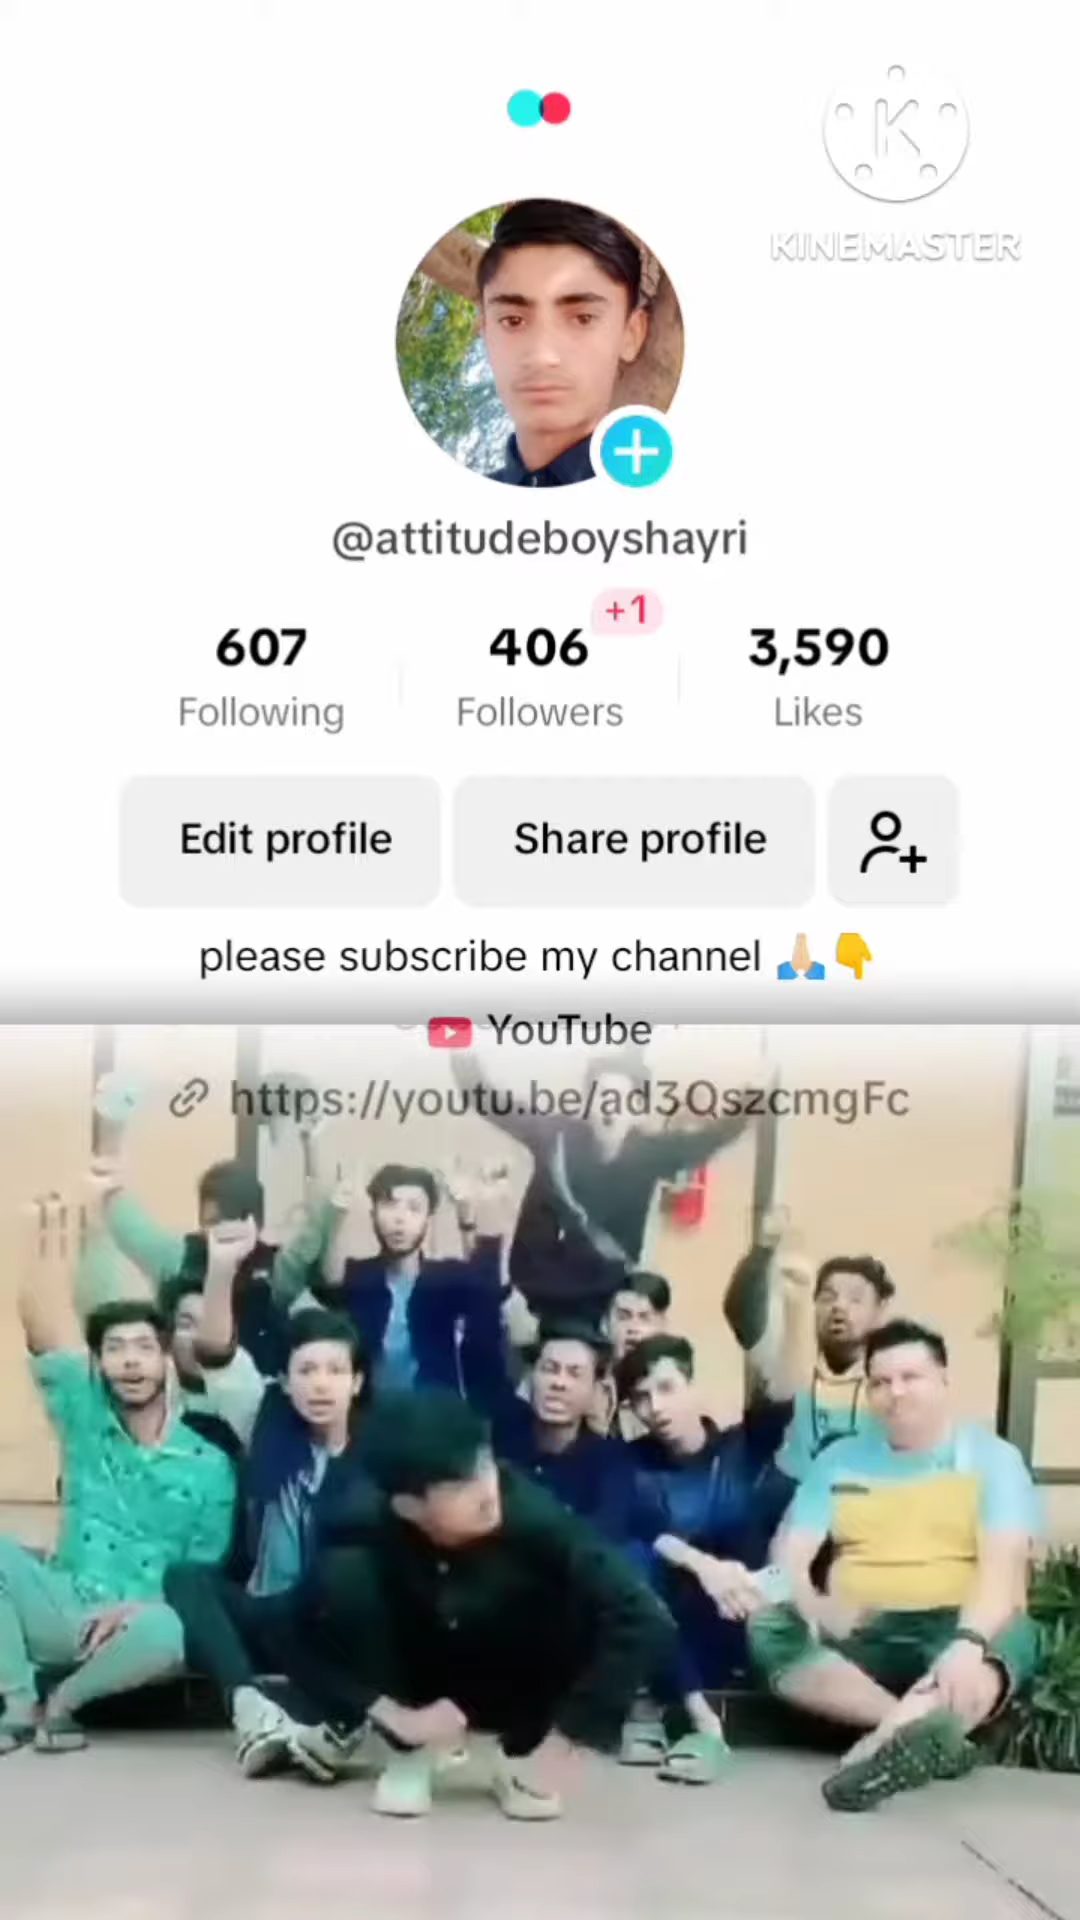 KINEMASTER
@attitudeboyshayri
+1
607 406 3,590
Following Followers Likes
Edit profile Share profile
please subscribe my channel 🙏🏻👇
YouTube
https://youtu.be/ad3QszcmgFc